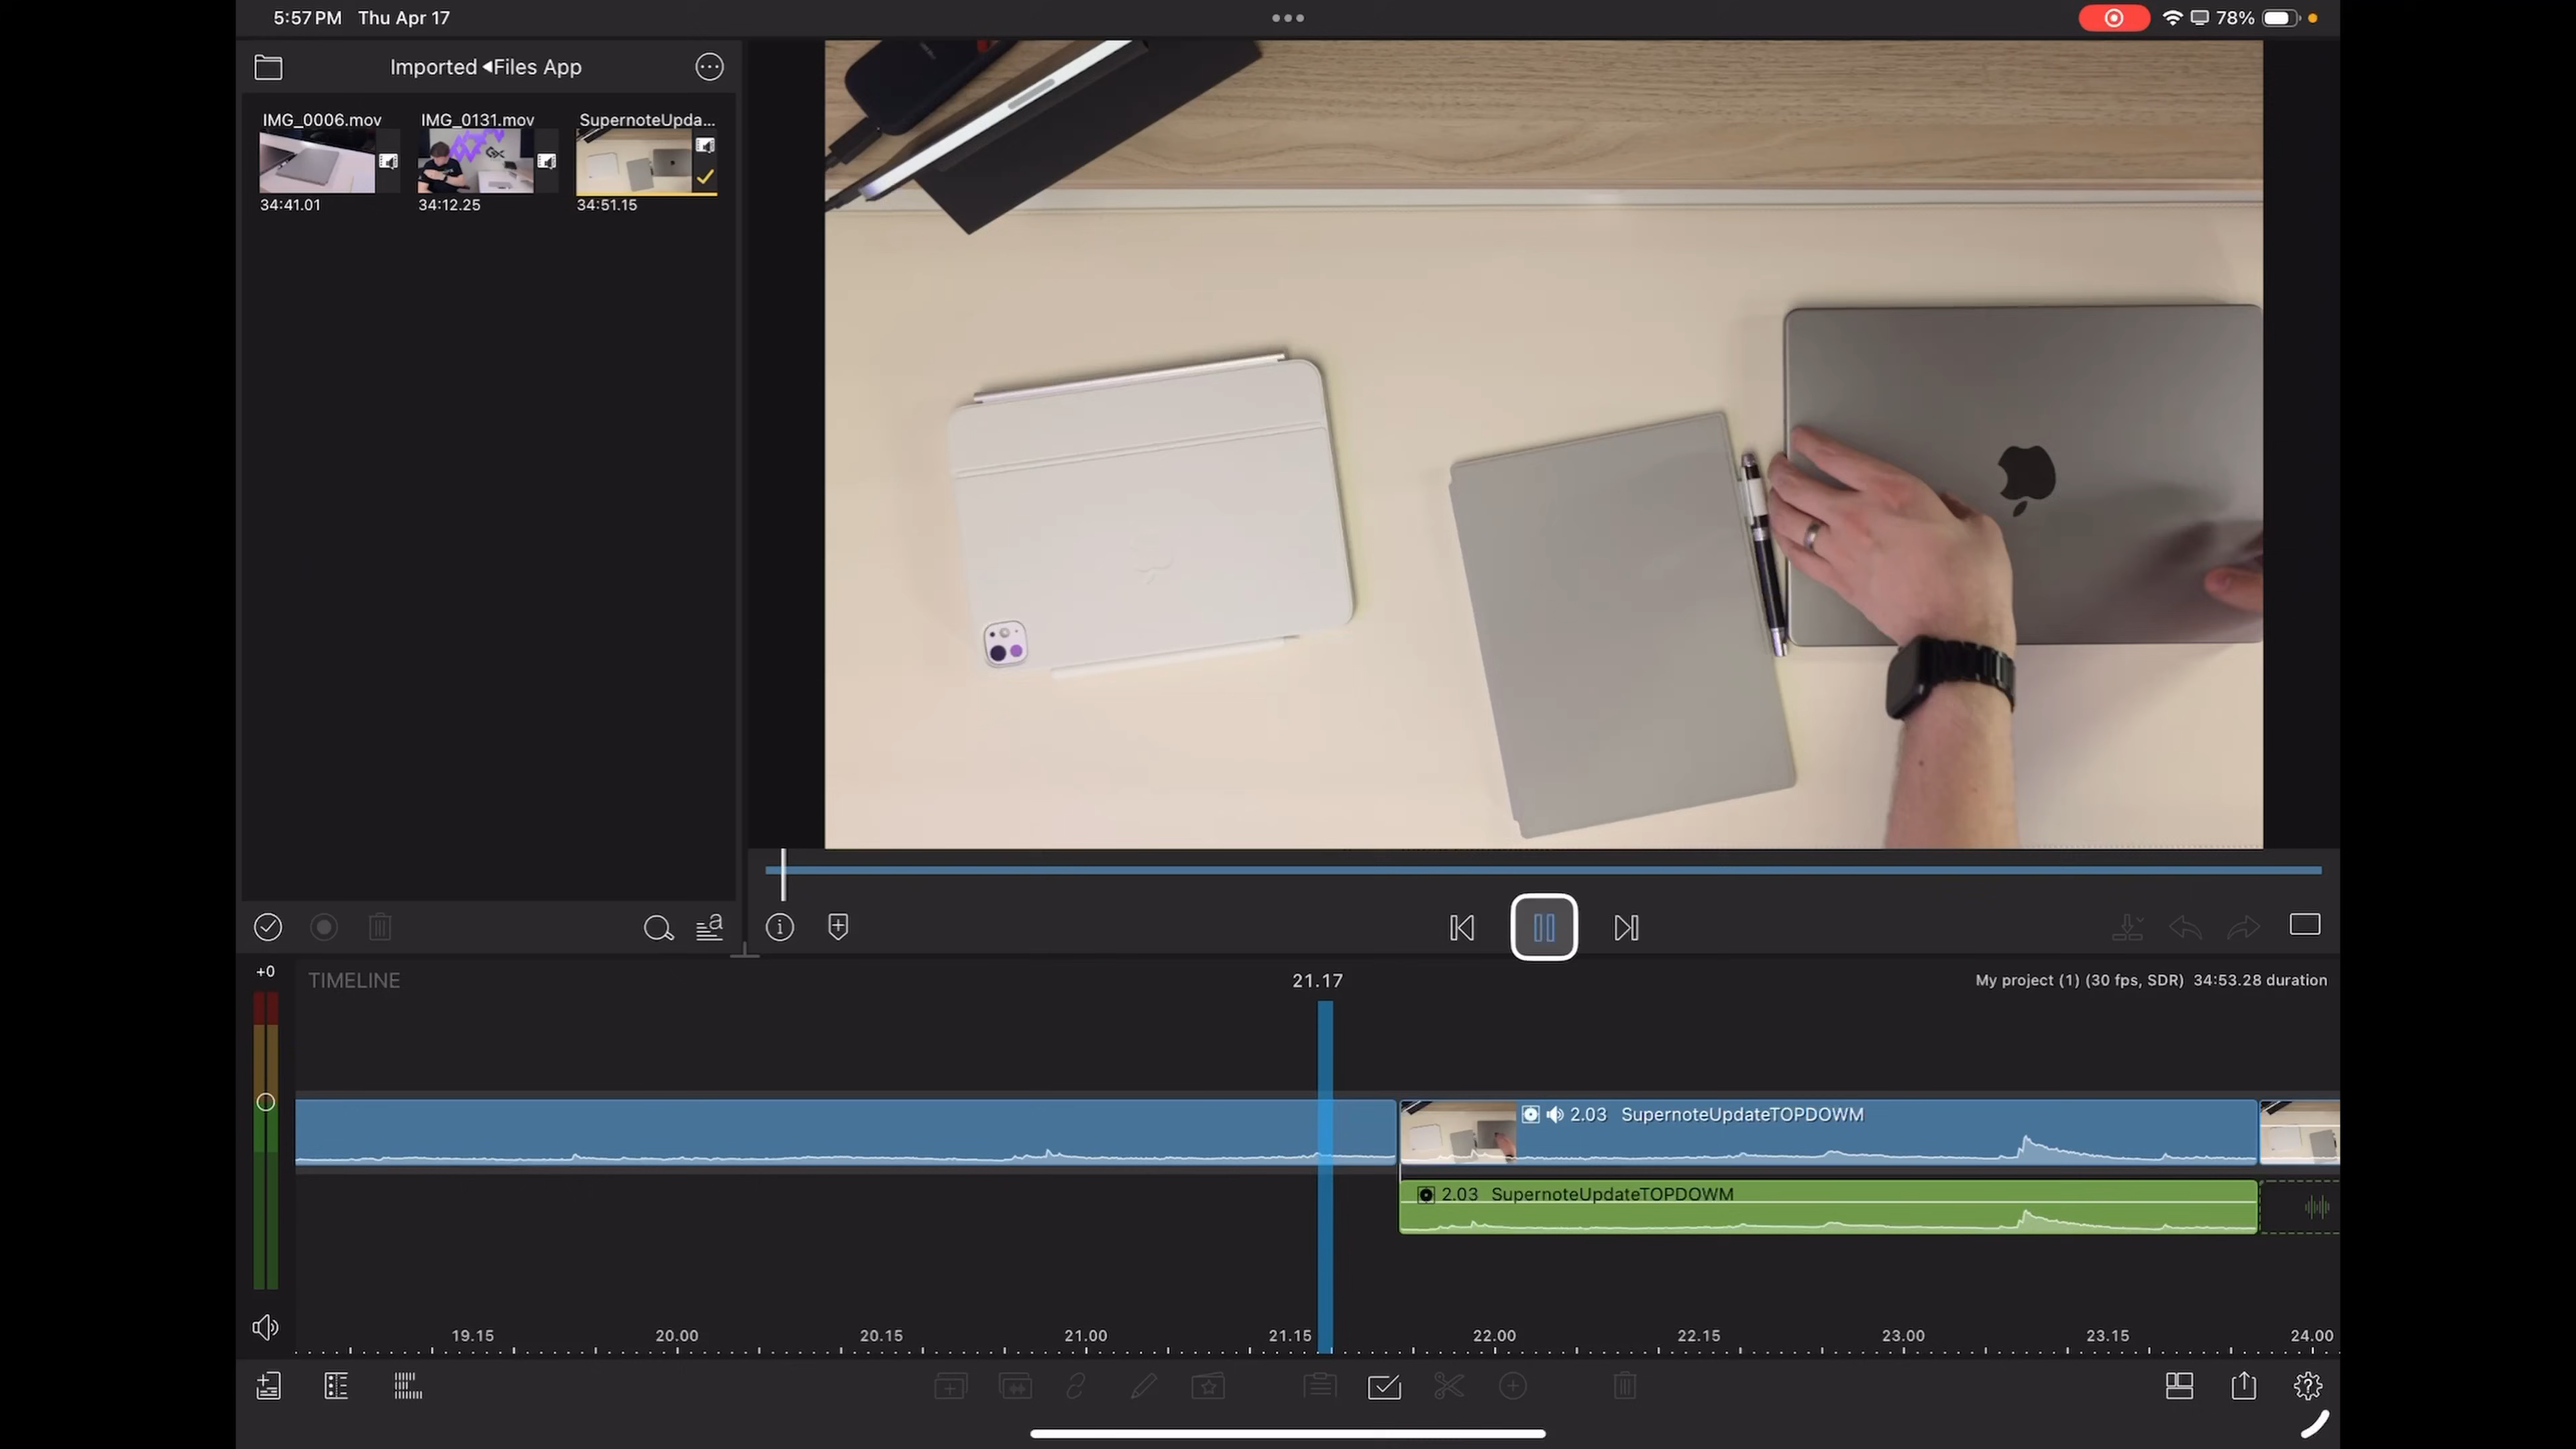 5:57 PM Thu Apr 17
78%
Imported ◂Files App
IMG_0006.mov
IMG_0131.mov
SupernoteUpda...
34:41.01
34:12.25
34:51.15
+0
TIMELINE
21.17
My project (1) (30 fps, SDR) 34:53.28 duration
2.03 SupernoteUpdateTOPDOWM
2.03 SupernoteUpdateTOPDOWM
19.15
20.00
20.15
21.00
21.15
22.00
22.15
23.00
23.15
24.00